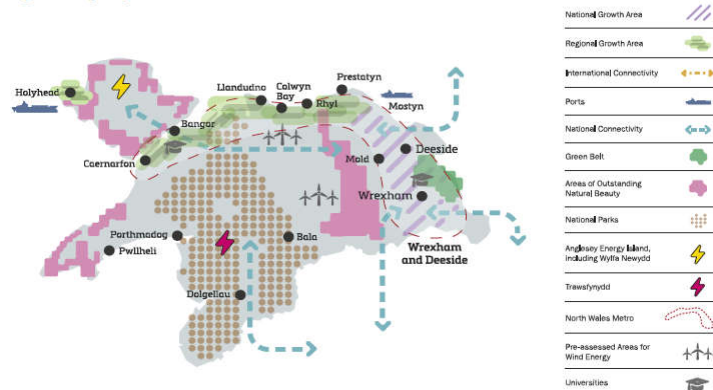 Holyhead
Llandudno
Colwyn
Bay
Prestatyn
Rhyl
Mostyn
Bangor
Caernarfon
Mold
Deeside
Wrexham
Wrexham
and Deeside
Porthmadog
Pwllheli
Bala
Dolgellau
National Growth Area
Regional Growth Area
International Connectivity
Ports
National Connectivity
Green Belt
Areas of Outstanding
Natural Beauty
National Parks
Anglesey Energy Island,
including Wylfa Newydd
Trawsfynydd
North Wales Metro
Pre-assessed Areas for
Wind Energy
Universities